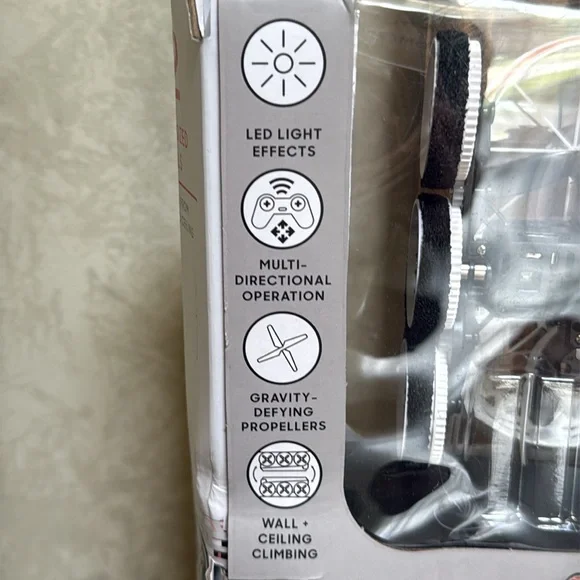 LED LIGHT
EFFECTS
MULTI-
DIRECTIONAL
OPERATION
GRAVITY-
DEFYING
PROPELLERS
WALL +
CEILING
CLIMBING